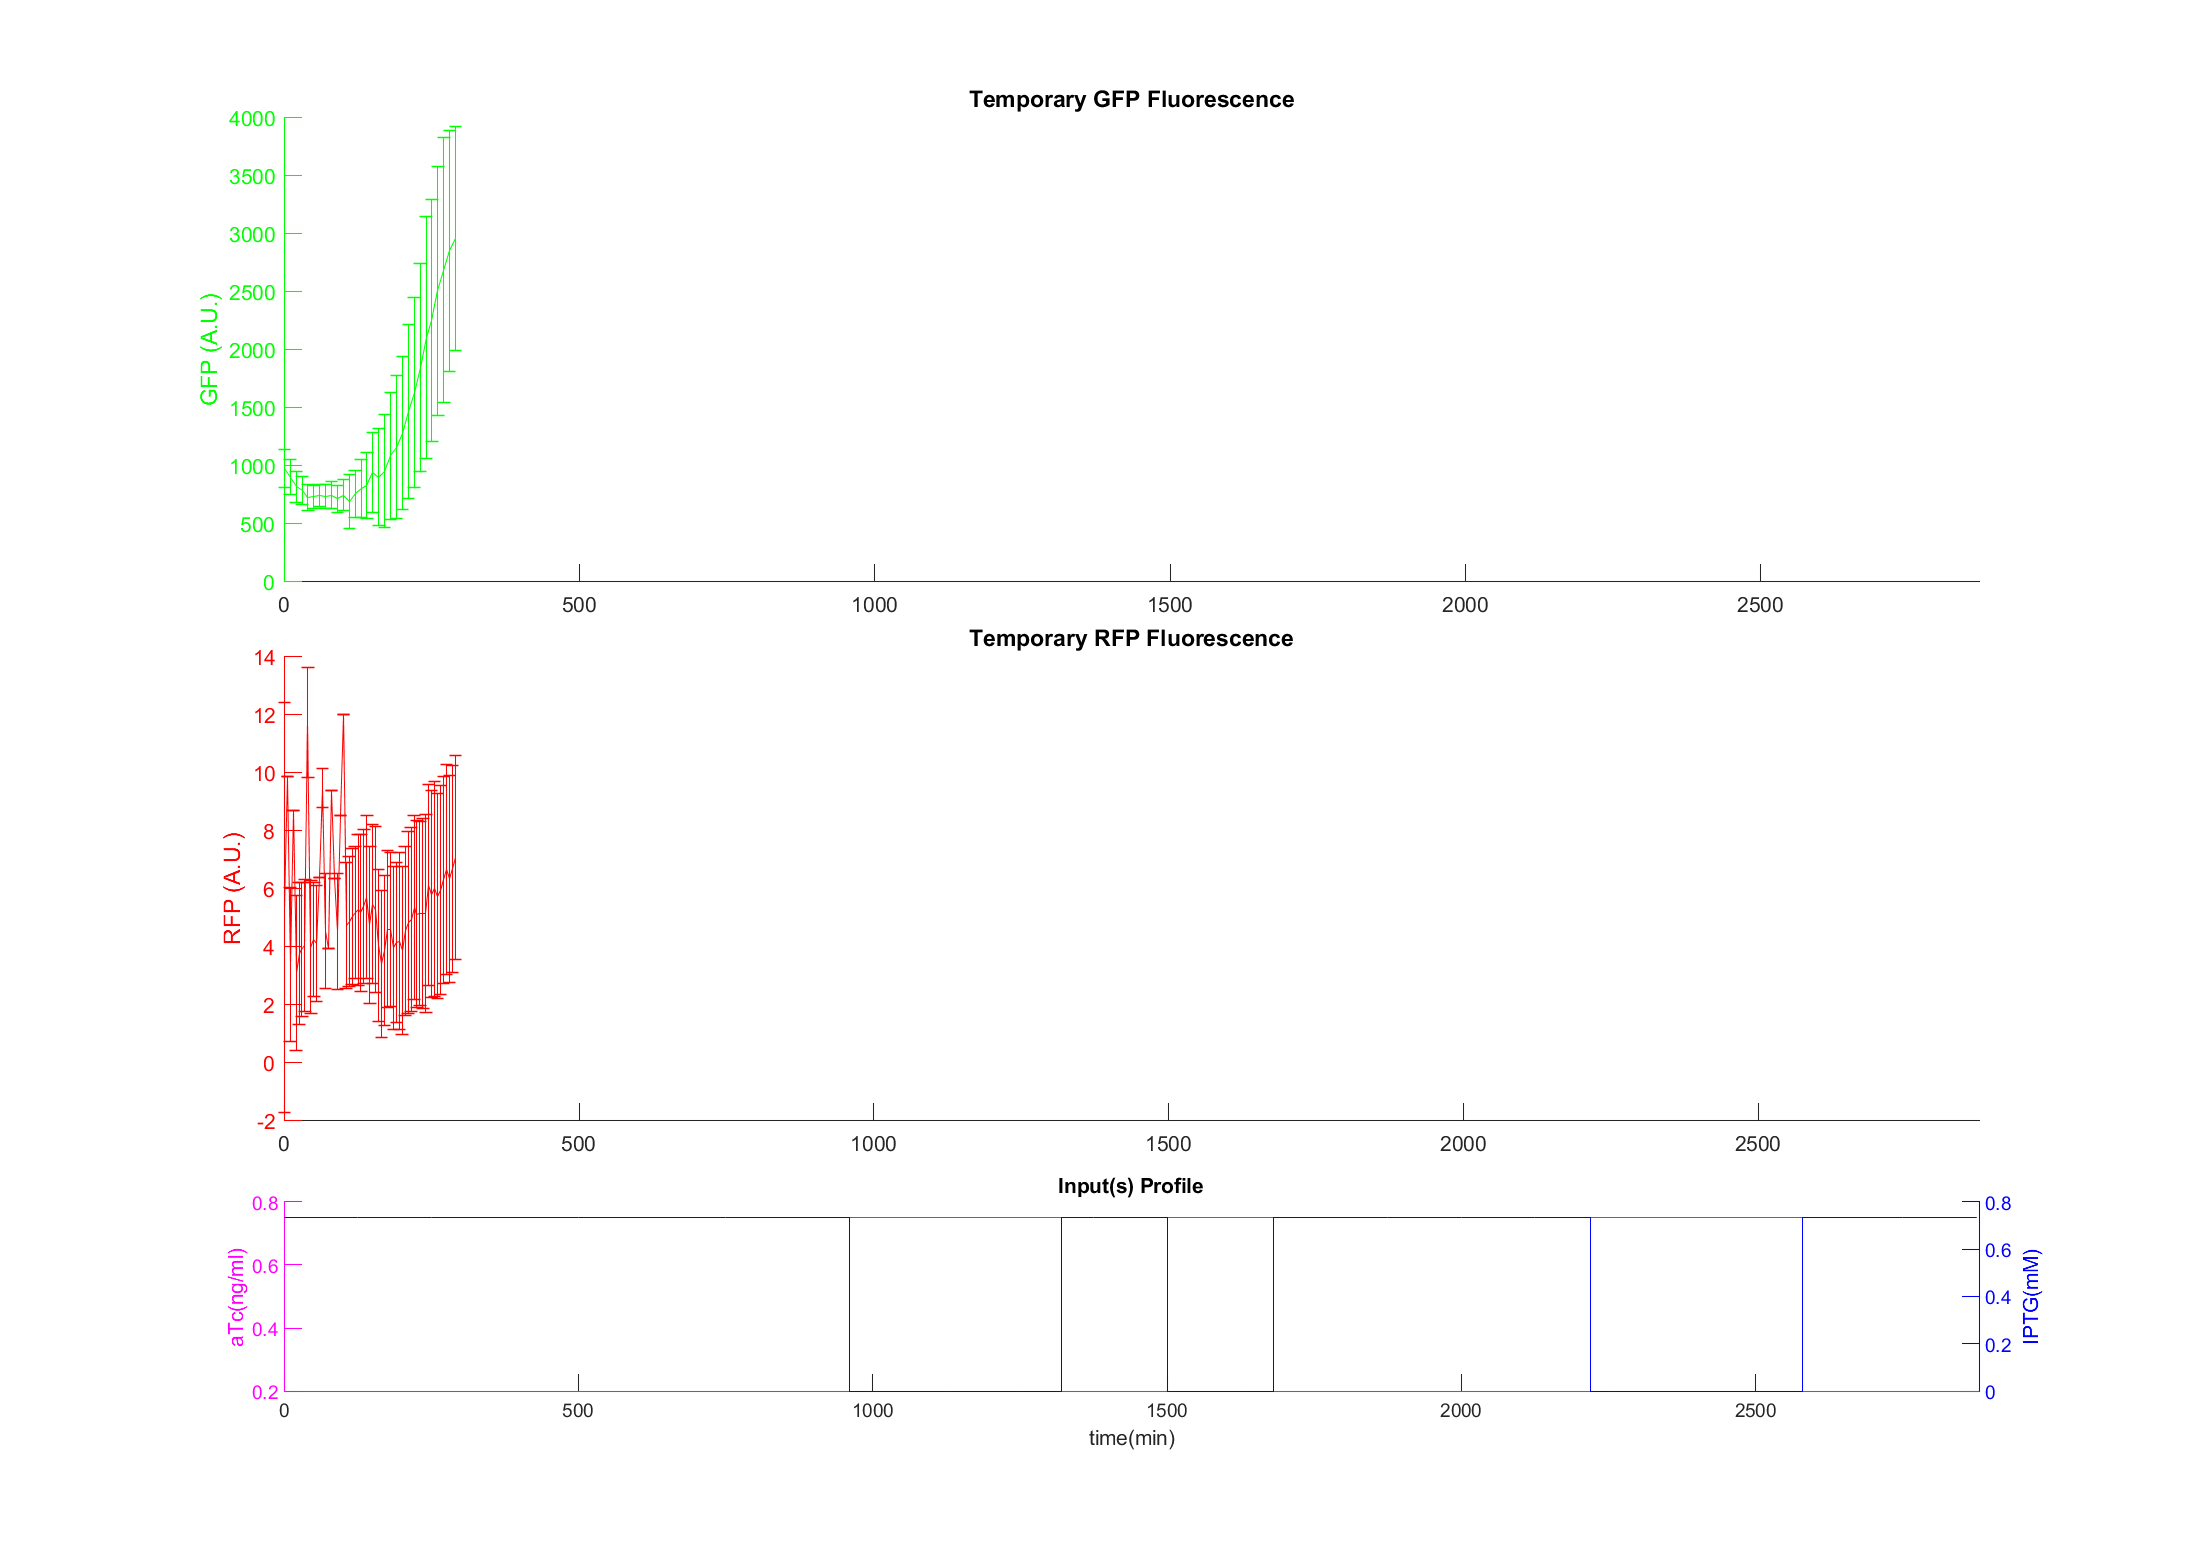 Temporary GFP Fluorescence
4000
3500
3000
2500
2000
1500
1000
500
0
GFP (A.U.)
0 500 1000 1500 2000 2500
Temporary RFP Fluorescence
14
12
10
8
6
4
2
0
-2
RFP (A.U.)
0 500 1000 1500 2000 2500
Input(s) Profile
0.8
0.6
0.4
0.2
aTc(ng/ml)
0.8
0.6
0.4
0.2
0
IPTG(mM)
0 500 1000 1500 2000 2500
time(min)